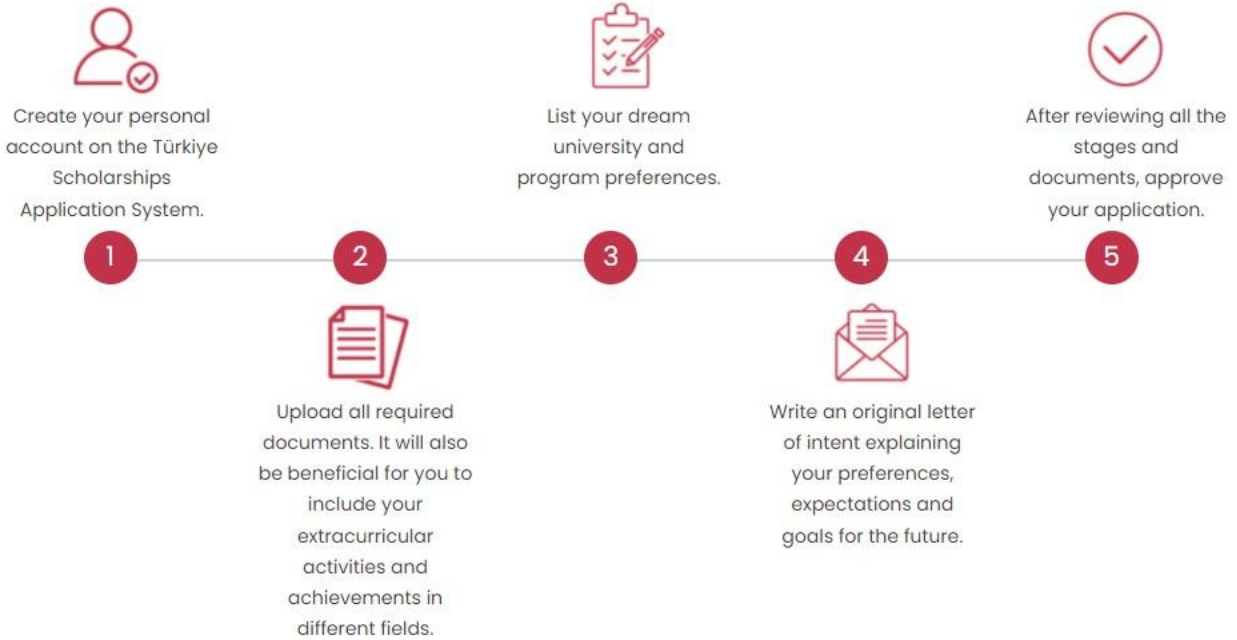 Create your personal
account on the Türkiye
Scholarships
Application System.
1
Upload all required
documents. It will also
be beneficial for you to
include your
extracurricular
activities and
achievements in
different fields.
2
List your dream
university and
program preferences.
3
Write an original letter
of intent explaining
your preferences,
expectations and
goals for the future.
4
After reviewing all the
stages and
documents, approve
your application.
5